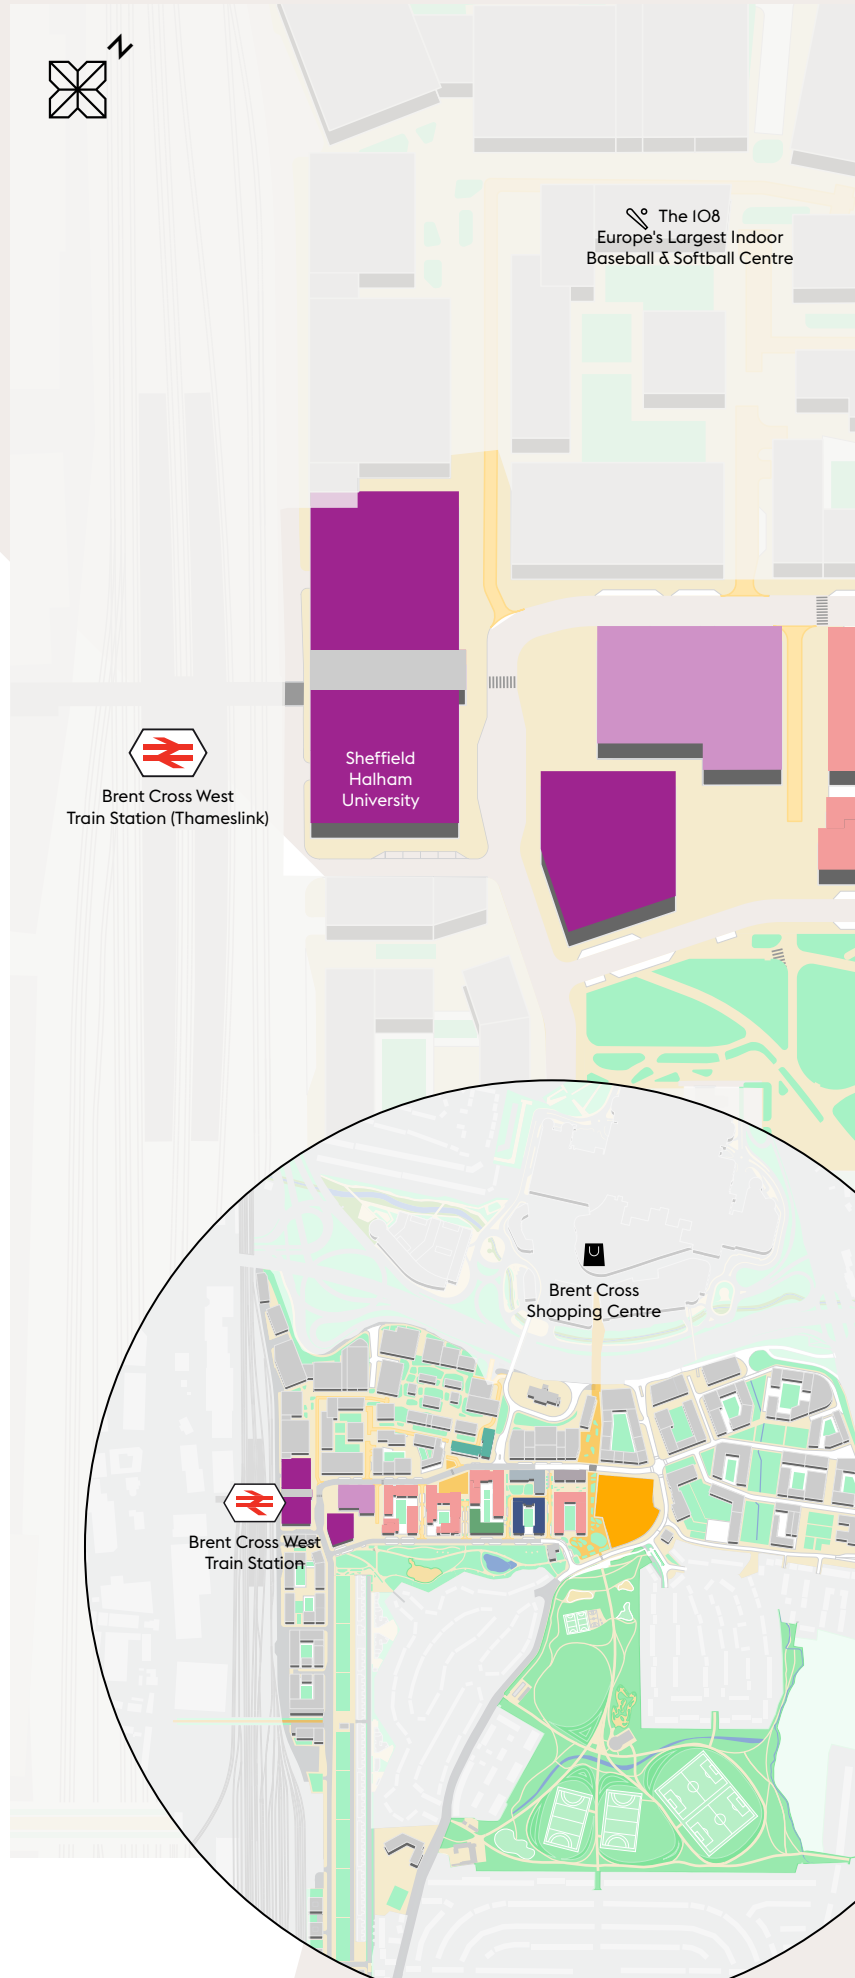 N
The 108
Europe's Largest Indoor
Baseball & Softball Centre
Sheffield
Halham
University
Brent Cross West
Train Station (Thameslink)
Brent Cross
Shopping Centre
Brent Cross West
Train Station